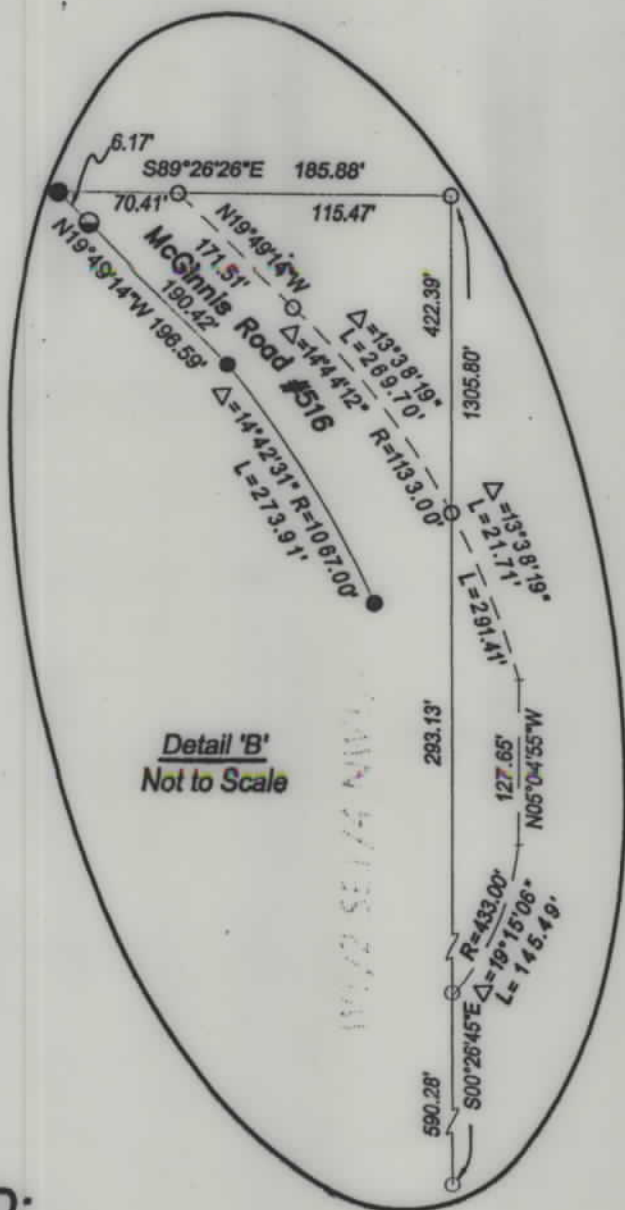 6.17'
S89°26'26"E 185.88'
70.41' 115.47'
N19°49'14"W
171.51'
McGinnis Road #516
190.42'
N19°49'14"W 196.59'
△=14°44'12"
△=13°38'19"
L=269.70'
R=1133.00'
422.39'
1305.80'
△=14°42'31" R=1067.00'
L=273.91'
△=13°38'19"
L=21.71'
L=291.41'
293.13'
127.65'
N05°04'55"W
Detail 'B'
Not to Scale
R=433.00'
△=19°15'06"
L=145.49'
S00°26'45"E
590.28'